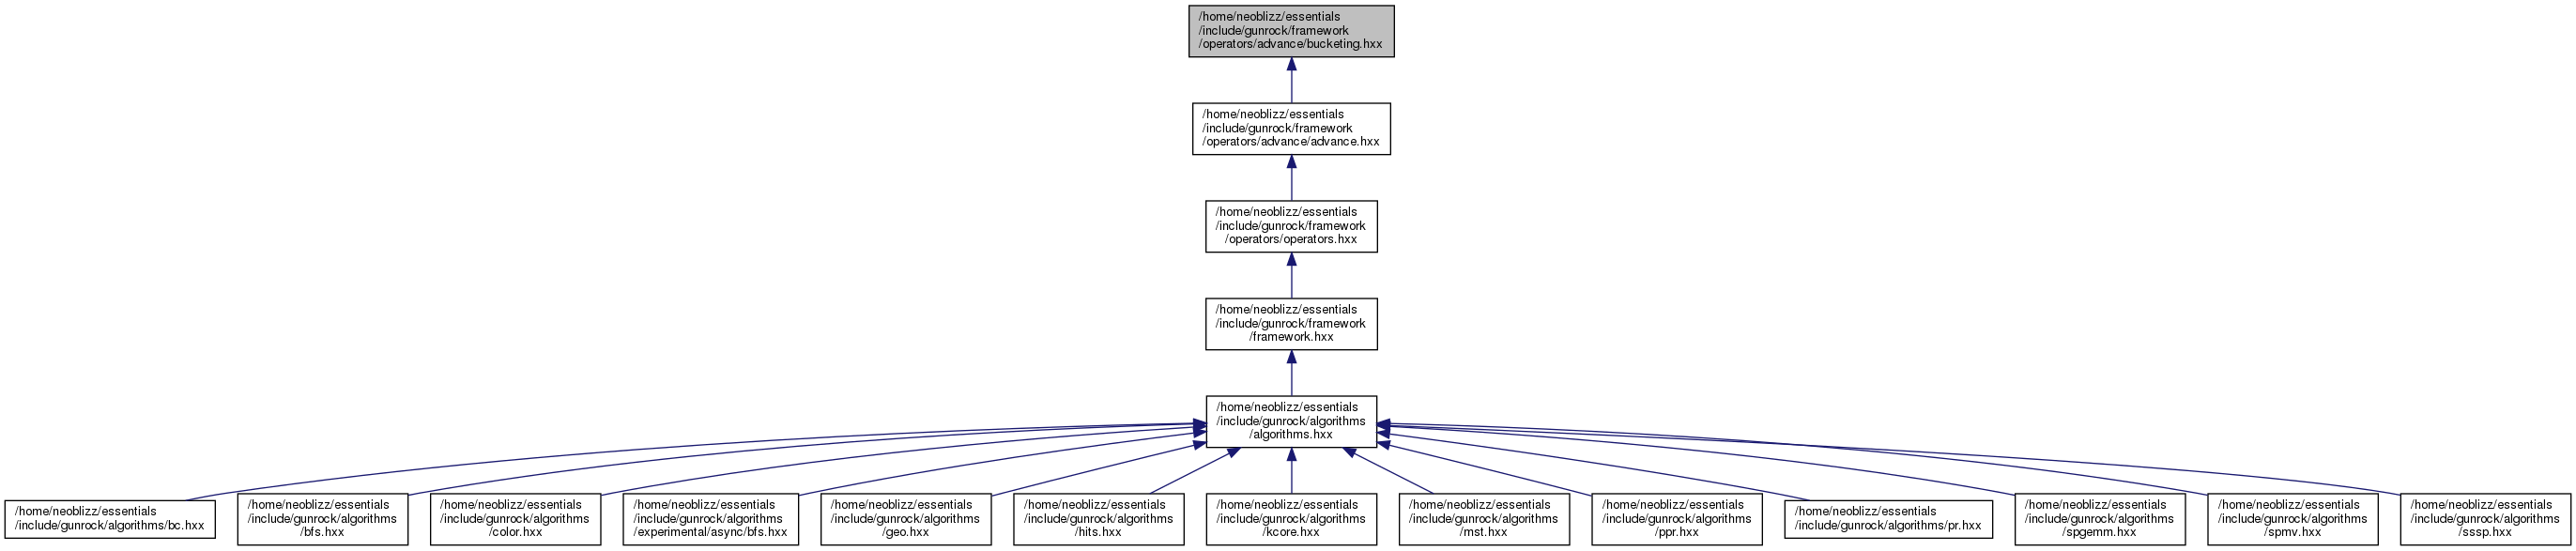 /home/neoblizz/essentials
/include/gunrock/framework
/operators/advance/bucketing.hxx
/home/neoblizz/essentials
/include/gunrock/framework
/operators/advance/advance.hxx
/home/neoblizz/essentials
/include/gunrock/framework
/operators/operators.hxx
/home/neoblizz/essentials
/include/gunrock/framework
/framework.hxx
/home/neoblizz/essentials
/include/gunrock/algorithms
/algorithms.hxx
/home/neoblizz/essentials
/include/gunrock/algorithms/bc.hxx
/home/neoblizz/essentials
/include/gunrock/algorithms
/bfs.hxx
/home/neoblizz/essentials
/include/gunrock/algorithms
/color.hxx
/home/neoblizz/essentials
/include/gunrock/algorithms
/experimental/async/bfs.hxx
/home/neoblizz/essentials
/include/gunrock/algorithms
/geo.hxx
/home/neoblizz/essentials
/include/gunrock/algorithms
/hits.hxx
/home/neoblizz/essentials
/include/gunrock/algorithms
/kcore.hxx
/home/neoblizz/essentials
/include/gunrock/algorithms
/mst.hxx
/home/neoblizz/essentials
/include/gunrock/algorithms
/ppr.hxx
/home/neoblizz/essentials
/include/gunrock/algorithms/pr.hxx
/home/neoblizz/essentials
/include/gunrock/algorithms
/spgemm.hxx
/home/neoblizz/essentials
/include/gunrock/algorithms
/spmv.hxx
/home/neoblizz/essentials
/include/gunrock/algorithms
/sssp.hxx